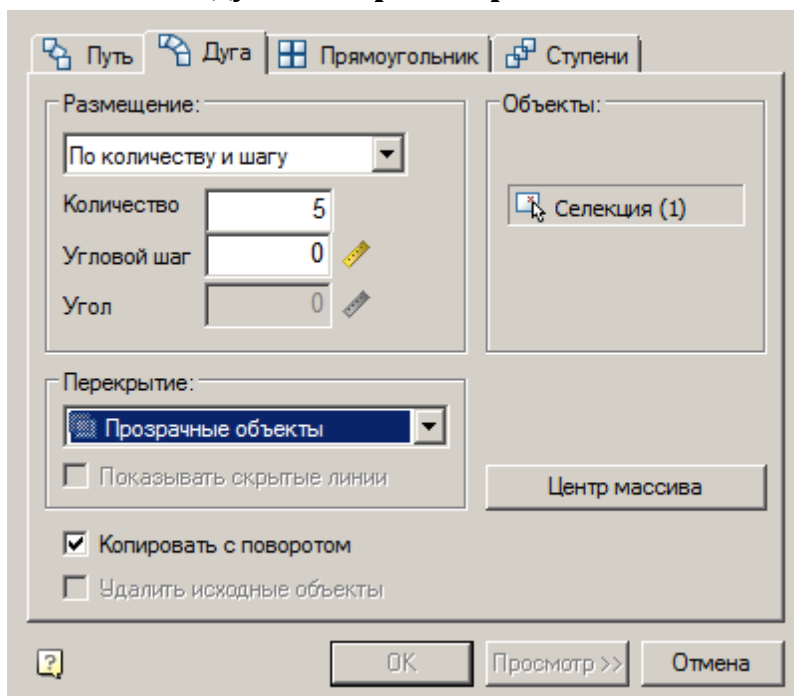 Путь Дуга Прямоугольник Ступени
Размещение:
По количеству и шагу
Количество 5
Угловой шаг 0
Угол 0
Объекты:
Селекция (1)
Перекрытие:
Прозрачные объекты
Показывать скрытые линии
Центр массива
Копировать с поворотом
Удалить исходные объекты
? OK Просмотр >> Отмена